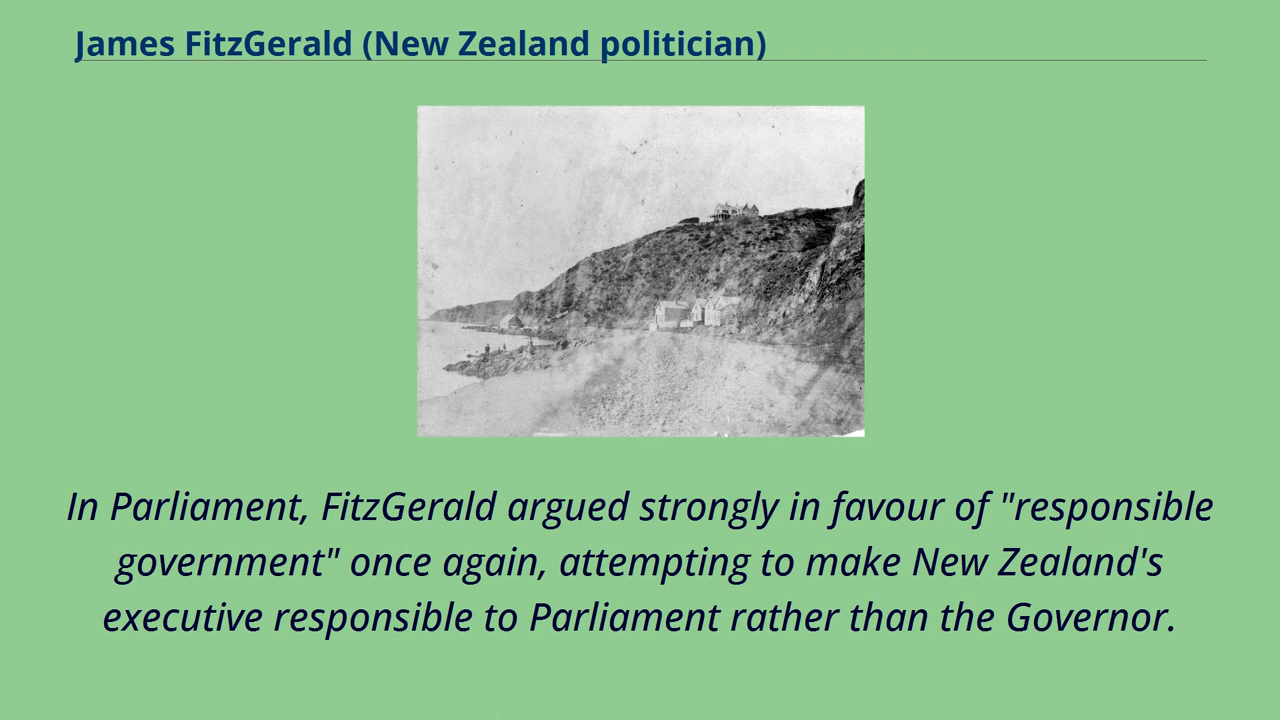 James FitzGerald (New Zealand politician)
In Parliament, FitzGerald argued strongly in favour of "responsible
government" once again, attempting to make New Zealand's
executive responsible to Parliament rather than the Governor.